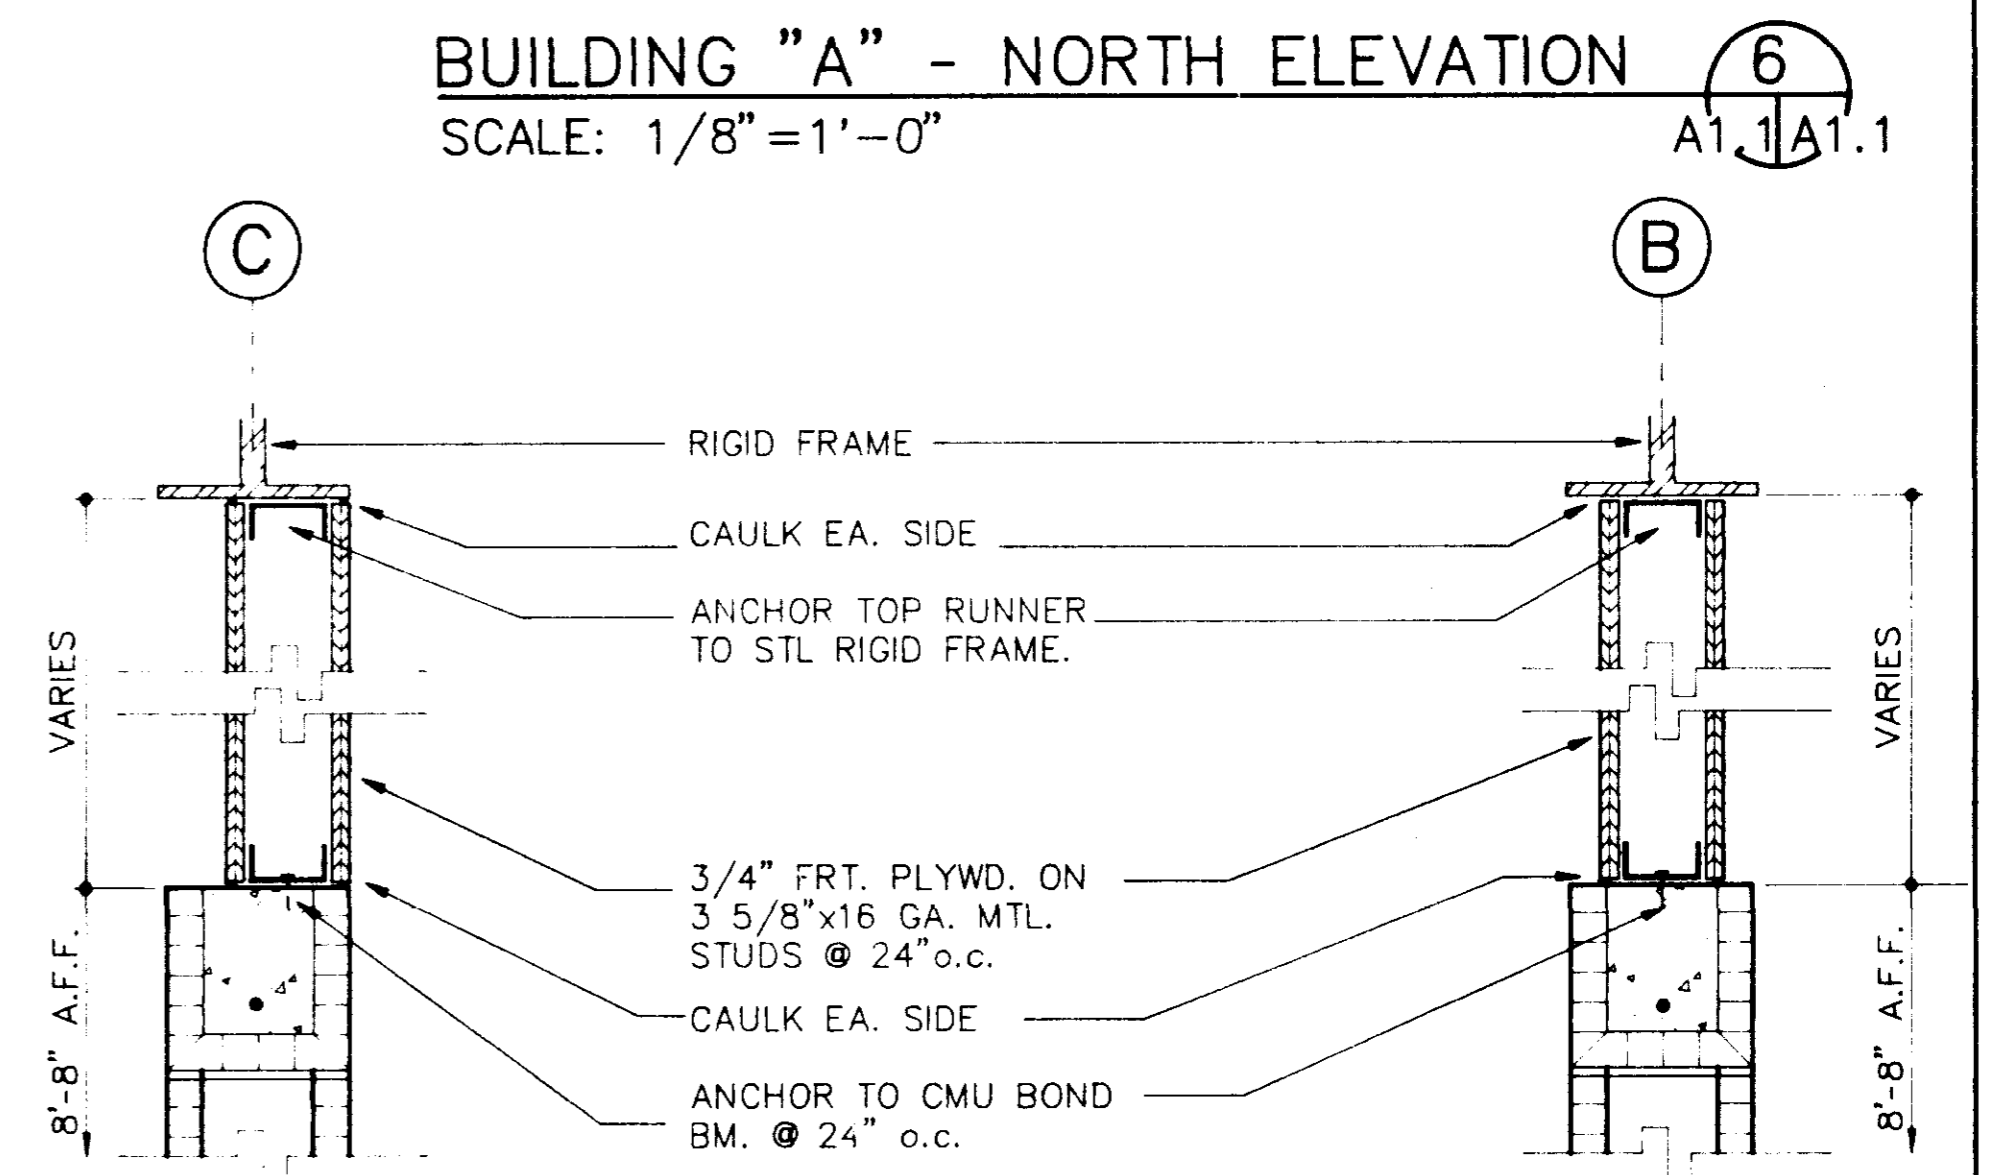 BUILDING "A" - NORTH ELEVATION
6
SCALE: 1/8"=1'-0"
A1.1 A1.1
C
B
RIGID FRAME
CAULK EA. SIDE
ANCHOR TOP RUNNER
TO STL RIGID FRAME.
VARIES
VARIES
3/4" FRT. PLYWD. ON
3 5/8"x16 GA. MTL.
STUDS @ 24"o.c.
CAULK EA. SIDE
8'-8" A.F.F.
8'-8" A.F.F.
ANCHOR TO CMU BOND
BM. @ 24" o.c.